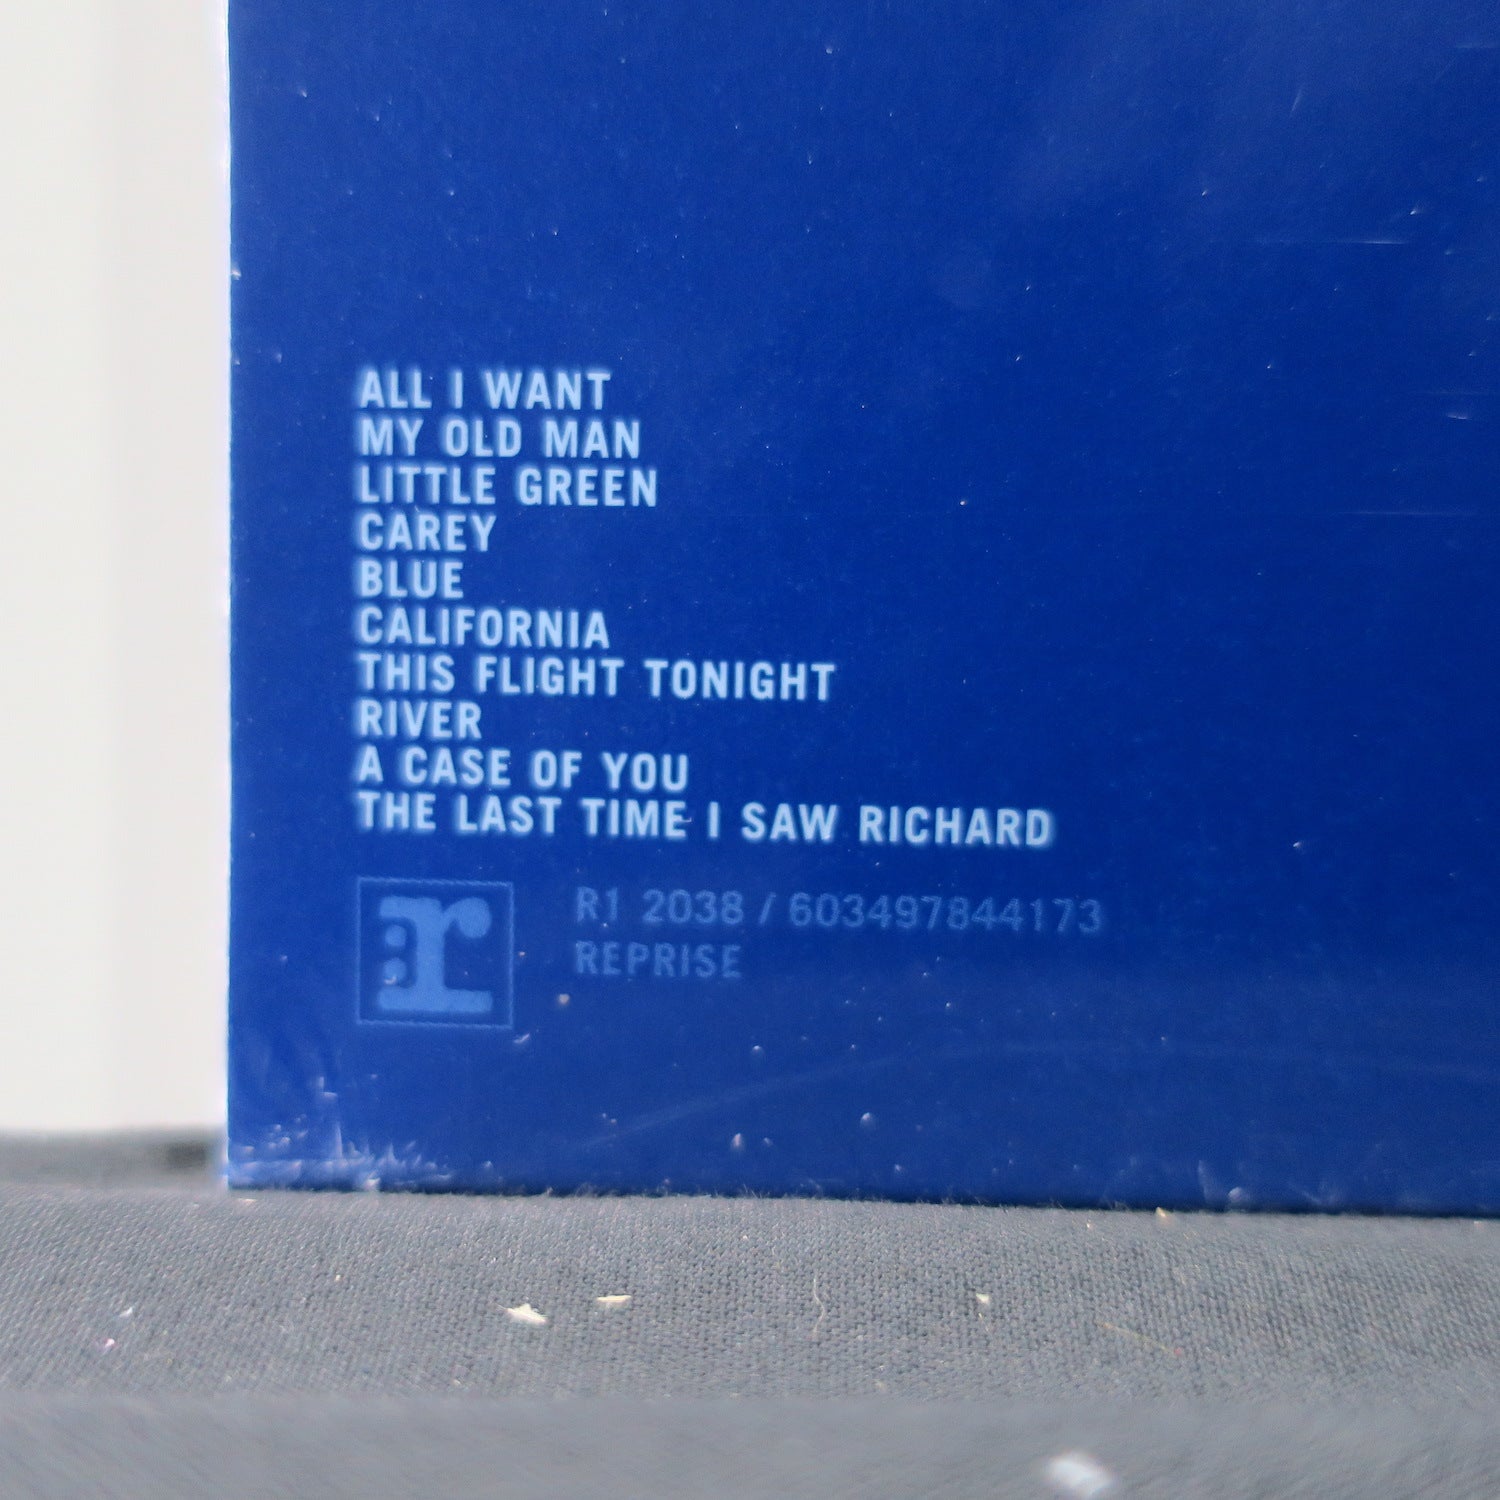 ALL I WANT
MY OLD MAN
LITTLE GREEN
CAREY
BLUE
CALIFORNIA
THIS FLIGHT TONIGHT
RIVER
A CASE OF YOU
THE LAST TIME I SAW RICHARD
:r
R1 2038 / 603497844173
REPRISE